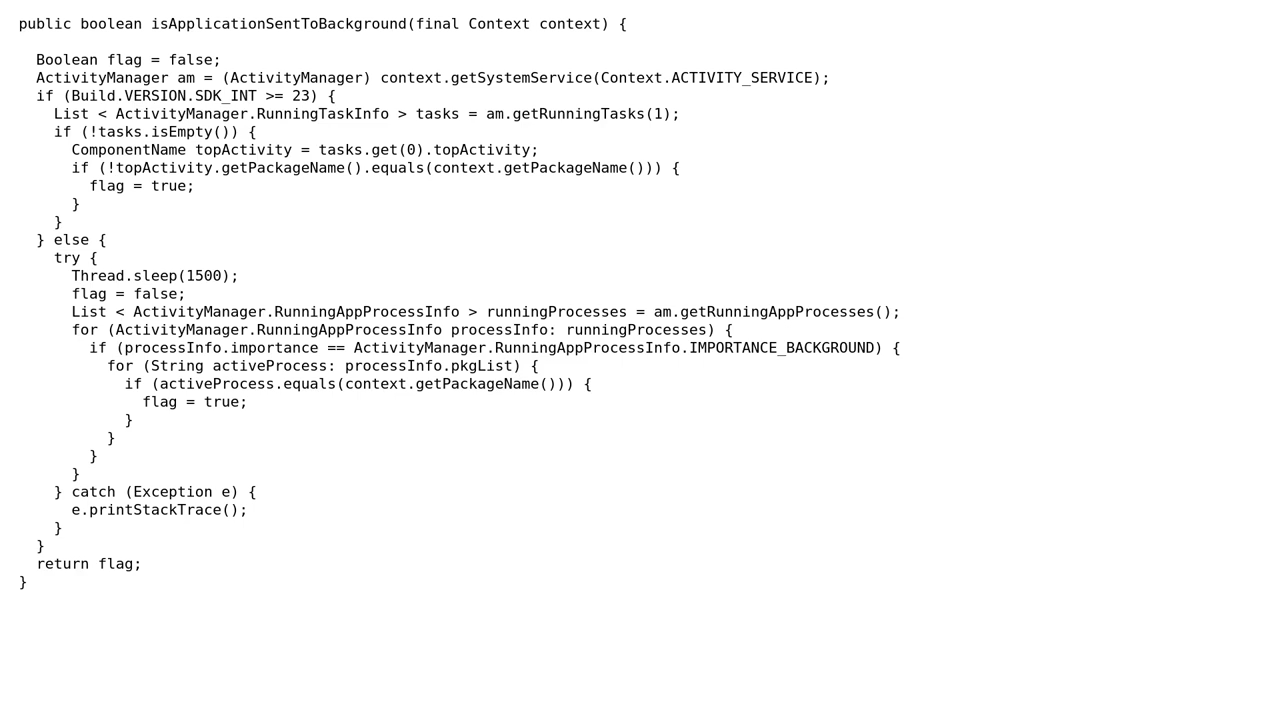 public boolean isApplicationSentToBackground(final Context context) {

  Boolean flag = false;
  ActivityManager am = (ActivityManager) context.getSystemService(Context.ACTIVITY_SERVICE);
  if (Build.VERSION.SDK_INT >= 23) {
    List < ActivityManager.RunningTaskInfo > tasks = am.getRunningTasks(1);
    if (!tasks.isEmpty()) {
      ComponentName topActivity = tasks.get(0).topActivity;
      if (!topActivity.getPackageName().equals(context.getPackageName())) {
        flag = true;
      }
    }
  } else {
    try {
      Thread.sleep(1500);
      flag = false;
      List < ActivityManager.RunningAppProcessInfo > runningProcesses = am.getRunningAppProcesses();
      for (ActivityManager.RunningAppProcessInfo processInfo: runningProcesses) {
        if (processInfo.importance == ActivityManager.RunningAppProcessInfo.IMPORTANCE_BACKGROUND) {
          for (String activeProcess: processInfo.pkgList) {
            if (activeProcess.equals(context.getPackageName())) {
              flag = true;
            }
          }
        }
      }
    } catch (Exception e) {
      e.printStackTrace();
    }
  }
  return flag;
}